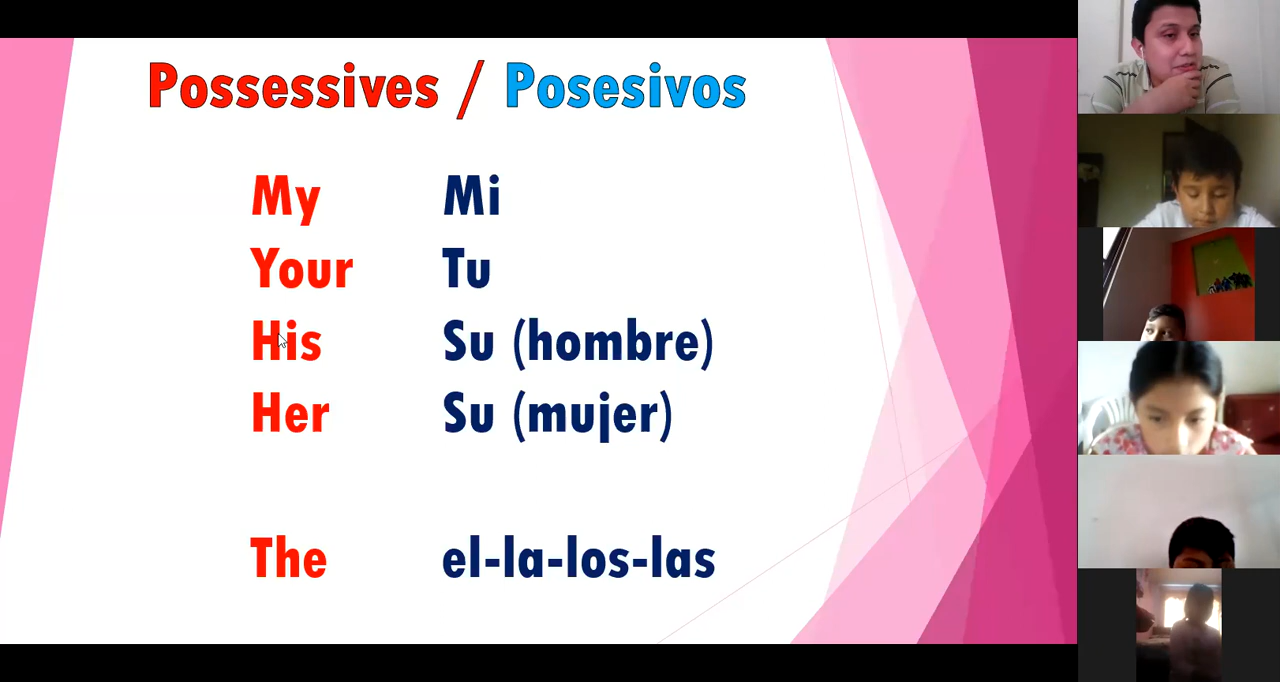 Possessives / Posesivos
My Mi
Your Tu
His Su (hombre)
Her Su (mujer)
The el-la-los-las